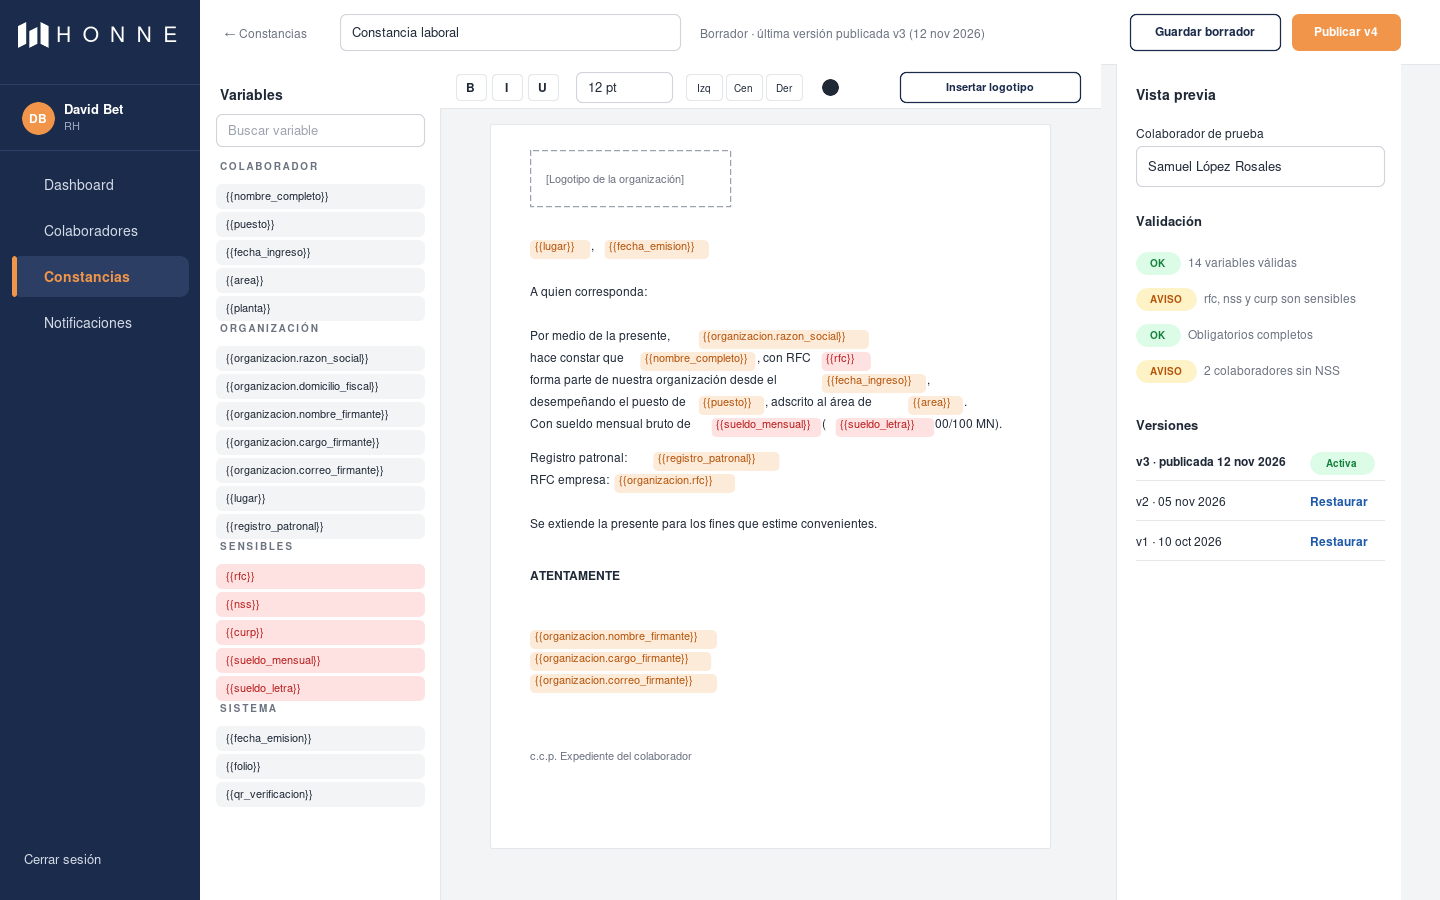 HONNE
DB
David Bet
RH
Dashboard
Colaboradores
Constancias
Notificaciones
Cerrar sesión
← Constancias
Constancia laboral
Borrador · última versión publicada v3 (12 nov 2026)
Guardar borrador
Publicar v4
Variables
Buscar variable
COLABORADOR
{{nombre_completo}}
{{puesto}}
{{fecha_ingreso}}
{{area}}
{{planta}}
ORGANIZACIÓN
{{organizacion.razon_social}}
{{organizacion.domicilio_fiscal}}
{{organizacion.nombre_firmante}}
{{organizacion.cargo_firmante}}
{{organizacion.correo_firmante}}
{{lugar}}
{{registro_patronal}}
SENSIBLES
{{rfc}}
{{nss}}
{{curp}}
{{sueldo_mensual}}
{{sueldo_letra}}
SISTEMA
{{fecha_emision}}
{{folio}}
{{qr_verificacion}}
B I U 12 pt Izq Cen Der Insertar logotipo
[Logotipo de la organización]
{{lugar}} , {{fecha_emision}}
A quien corresponda:
Por medio de la presente, {{organizacion.razon_social}}
hace constar que {{nombre_completo}} , con RFC {{rfc}}
forma parte de nuestra organización desde el {{fecha_ingreso}} ,
desempeñando el puesto de {{puesto}} , adscrito al área de {{area}} .
Con sueldo mensual bruto de {{sueldo_mensual}} ( {{sueldo_letra}} 00/100 MN).
Registro patronal: {{registro_patronal}}
RFC empresa: {{organizacion.rfc}}
Se extiende la presente para los fines que estime convenientes.
ATENTAMENTE
{{organizacion.nombre_firmante}}
{{organizacion.cargo_firmante}}
{{organizacion.correo_firmante}}
c.c.p. Expediente del colaborador
Vista previa
Colaborador de prueba
Samuel López Rosales
Validación
OK 14 variables válidas
AVISO rfc, nss y curp son sensibles
OK Obligatorios completos
AVISO 2 colaboradores sin NSS
Versiones
v3 · publicada 12 nov 2026 Activa
v2 · 05 nov 2026 Restaurar
v1 · 10 oct 2026 Restaurar